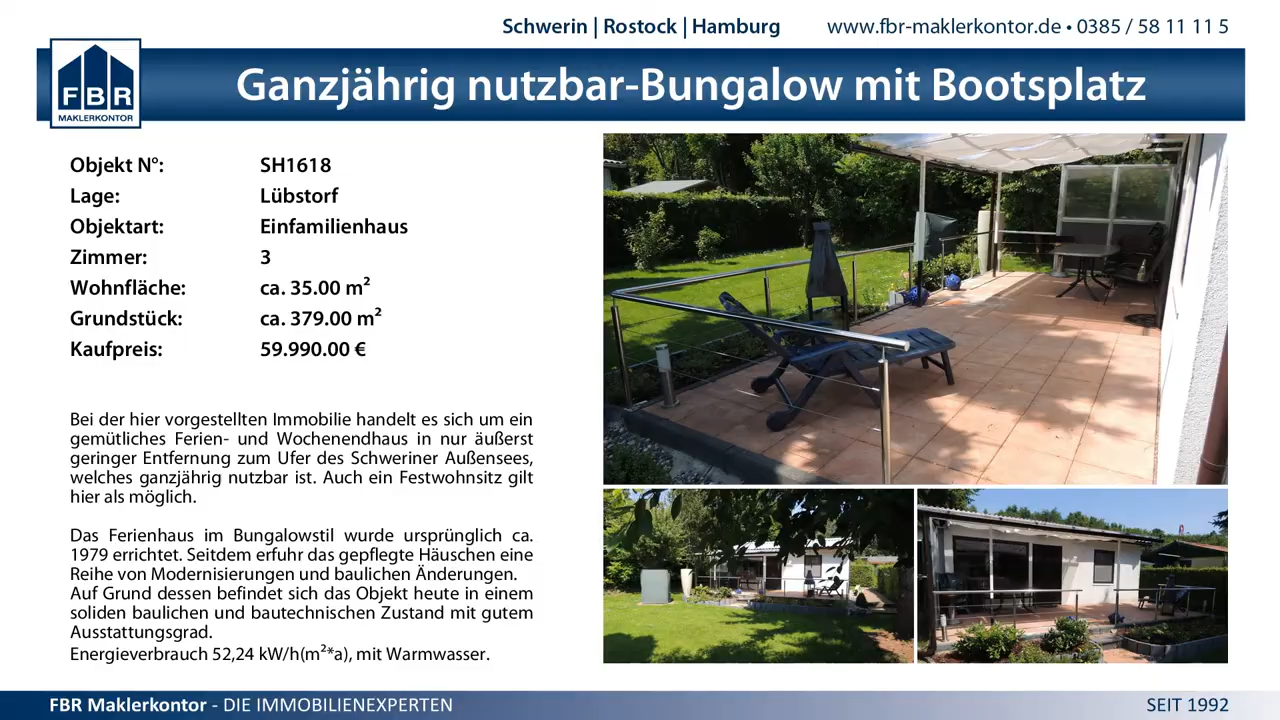 Schwerin | Rostock | Hamburg www.fbr-maklerkontor.de • 0385 / 58 11 11 5
FBR
MAKLERKONTOR
Ganzjährig nutzbar-Bungalow mit Bootsplatz
Objekt N°: SH1618
Lage: Lübstorf
Objektart: Einfamilienhaus
Zimmer: 3
Wohnfläche: ca. 35.00 m²
Grundstück: ca. 379.00 m²
Kaufpreis: 59.990.00 €
Bei der hier vorgestellten Immobilie handelt es sich um ein
gemütliches Ferien- und Wochenendhaus in nur äußerst
geringer Entfernung zum Ufer des Schweriner Außensees,
welches ganzjährig nutzbar ist. Auch ein Festwohnsitz gilt
hier als möglich.
Das Ferienhaus im Bungalowstil wurde ursprünglich ca.
1979 errichtet. Seitdem erfuhr das gepflegte Häuschen eine
Reihe von Modernisierungen und baulichen Änderungen.
Auf Grund dessen befindet sich das Objekt heute in einem
soliden baulichen und bautechnischen Zustand mit gutem
Ausstattungsgrad.
Energieverbrauch 52,24 kW/h(m²*a), mit Warmwasser.
FBR Maklerkontor - DIE IMMOBILIENEXPERTEN SEIT 1992